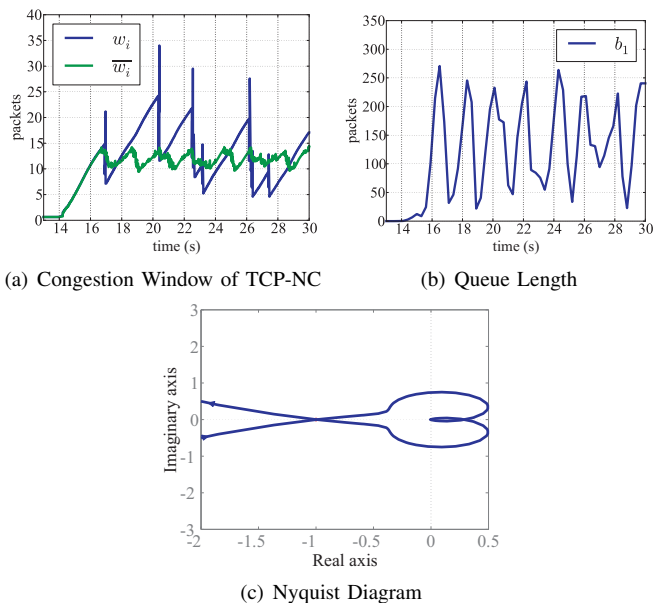 40
35
30
25
20
15
10
5
0
packets
w_i
\overline{w_i}
13 14 16 18 20 22 24 26 28 30
time (s)
(a) Congestion Window of TCP-NC
350
300
250
200
150
100
50
0
packets
b_1
14 16 18 20 22 24 26 28 30
time (s)
(b) Queue Length
3
2
1
0
-1
-2
-3
Imaginary axis
-2 -1.5 -1 -0.5 0 0.5
Real axis
(c) Nyquist Diagram